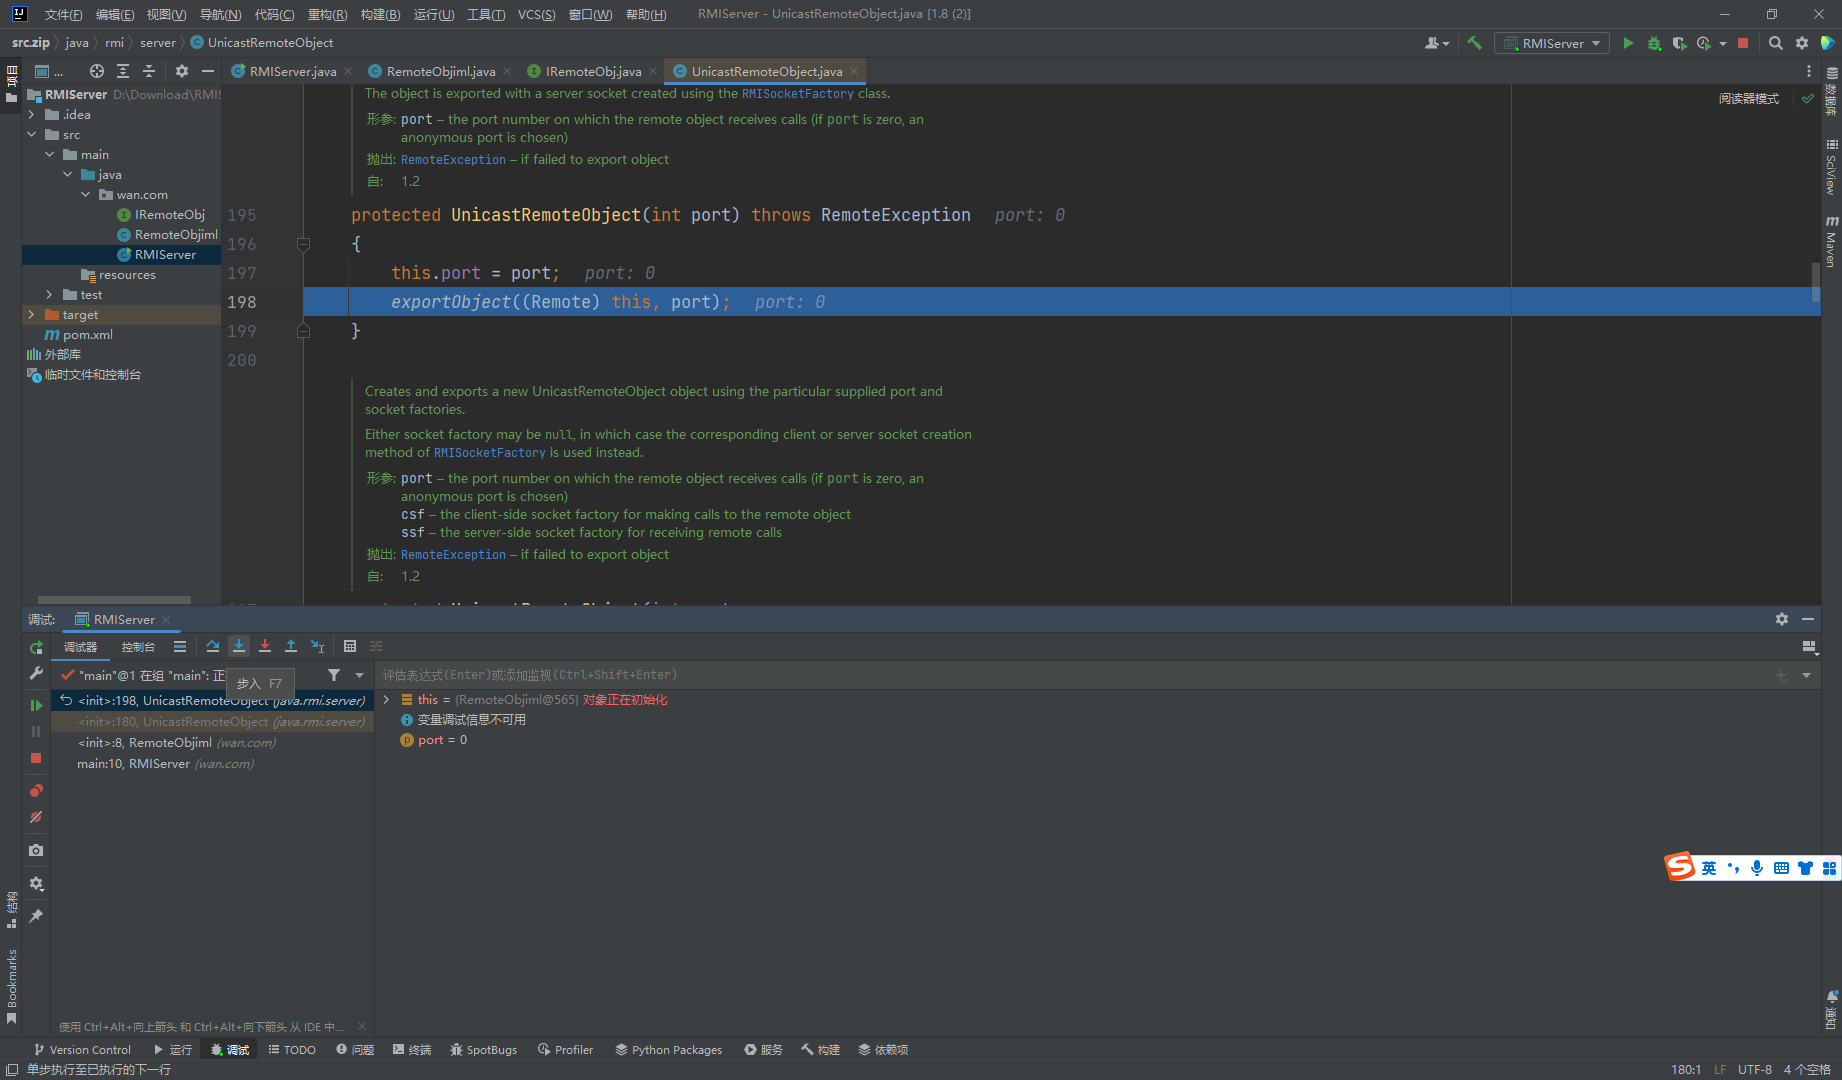 文件(F) 编辑(E) 视图(V) 导航(N) 代码(C) 重构(R) 构建(B) 运行(U) 工具(T) VCS(S) 窗口(W) 帮助(H) RMIServer - UnicastRemoteObject.java [1.8 (2)]
src.zip java rmi server UnicastRemoteObject
RMIServer
项目
...
RMIServer.java RemoteObjiml.java IRemoteObj.java UnicastRemoteObject.java
RMIServer D:\Download\RMIS
.idea
src
main
java
wan.com
IRemoteObj
RemoteObjiml
RMIServer
resources
test
target
pom.xml
外部库
临时文件和控制台
The object is exported with a server socket created using the RMISocketFactory class.
阅读器模式
形参: port – the port number on which the remote object receives calls (if port is zero, an
anonymous port is chosen)
抛出: RemoteException – if failed to export object
自: 1.2
195 protected UnicastRemoteObject(int port) throws RemoteException port: 0
196 {
197 this.port = port; port: 0
198 exportObject((Remote) this, port); port: 0
199 }
200
Creates and exports a new UnicastRemoteObject object using the particular supplied port and
socket factories.
Either socket factory may be null, in which case the corresponding client or server socket creation
method of RMISocketFactory is used instead.
形参: port – the port number on which the remote object receives calls (if port is zero, an
anonymous port is chosen)
csf – the client-side socket factory for making calls to the remote object
ssf – the server-side socket factory for receiving remote calls
抛出: RemoteException – if failed to export object
自: 1.2
数据库
SciView
Maven
通知
调试: RMIServer
调试器 控制台
"main"@1 在组 "main": 正
步入 F7
评估表达式(Enter)或添加监视(Ctrl+Shift+Enter)
<init>:198, UnicastRemoteObject (java.rmi.server)
<init>:180, UnicastRemoteObject (java.rmi.server)
<init>:8, RemoteObjiml (wan.com)
main:10, RMIServer (wan.com)
this = {RemoteObjiml@565} 对象正在初始化
变量调试信息不可用
port = 0
英
结构
Bookmarks
使用 Ctrl+Alt+向上箭头 和 Ctrl+Alt+向下箭头 从 IDE 中...
Version Control 运行 调试 TODO 问题 终端 SpotBugs Profiler Python Packages 服务 构建 依赖项
单步执行至已执行的下一行
180:1 LF UTF-8 4 个空格